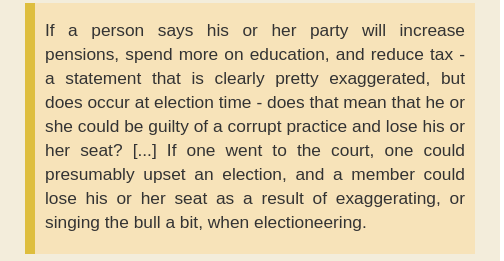 If a person says his or her party will increase
pensions, spend more on education, and reduce tax -
a statement that is clearly pretty exaggerated, but
does occur at election time - does that mean that he or
she could be guilty of a corrupt practice and lose his or
her seat? [...] If one went to the court, one could
presumably upset an election, and a member could
lose his or her seat as a result of exaggerating, or
singing the bull a bit, when electioneering.